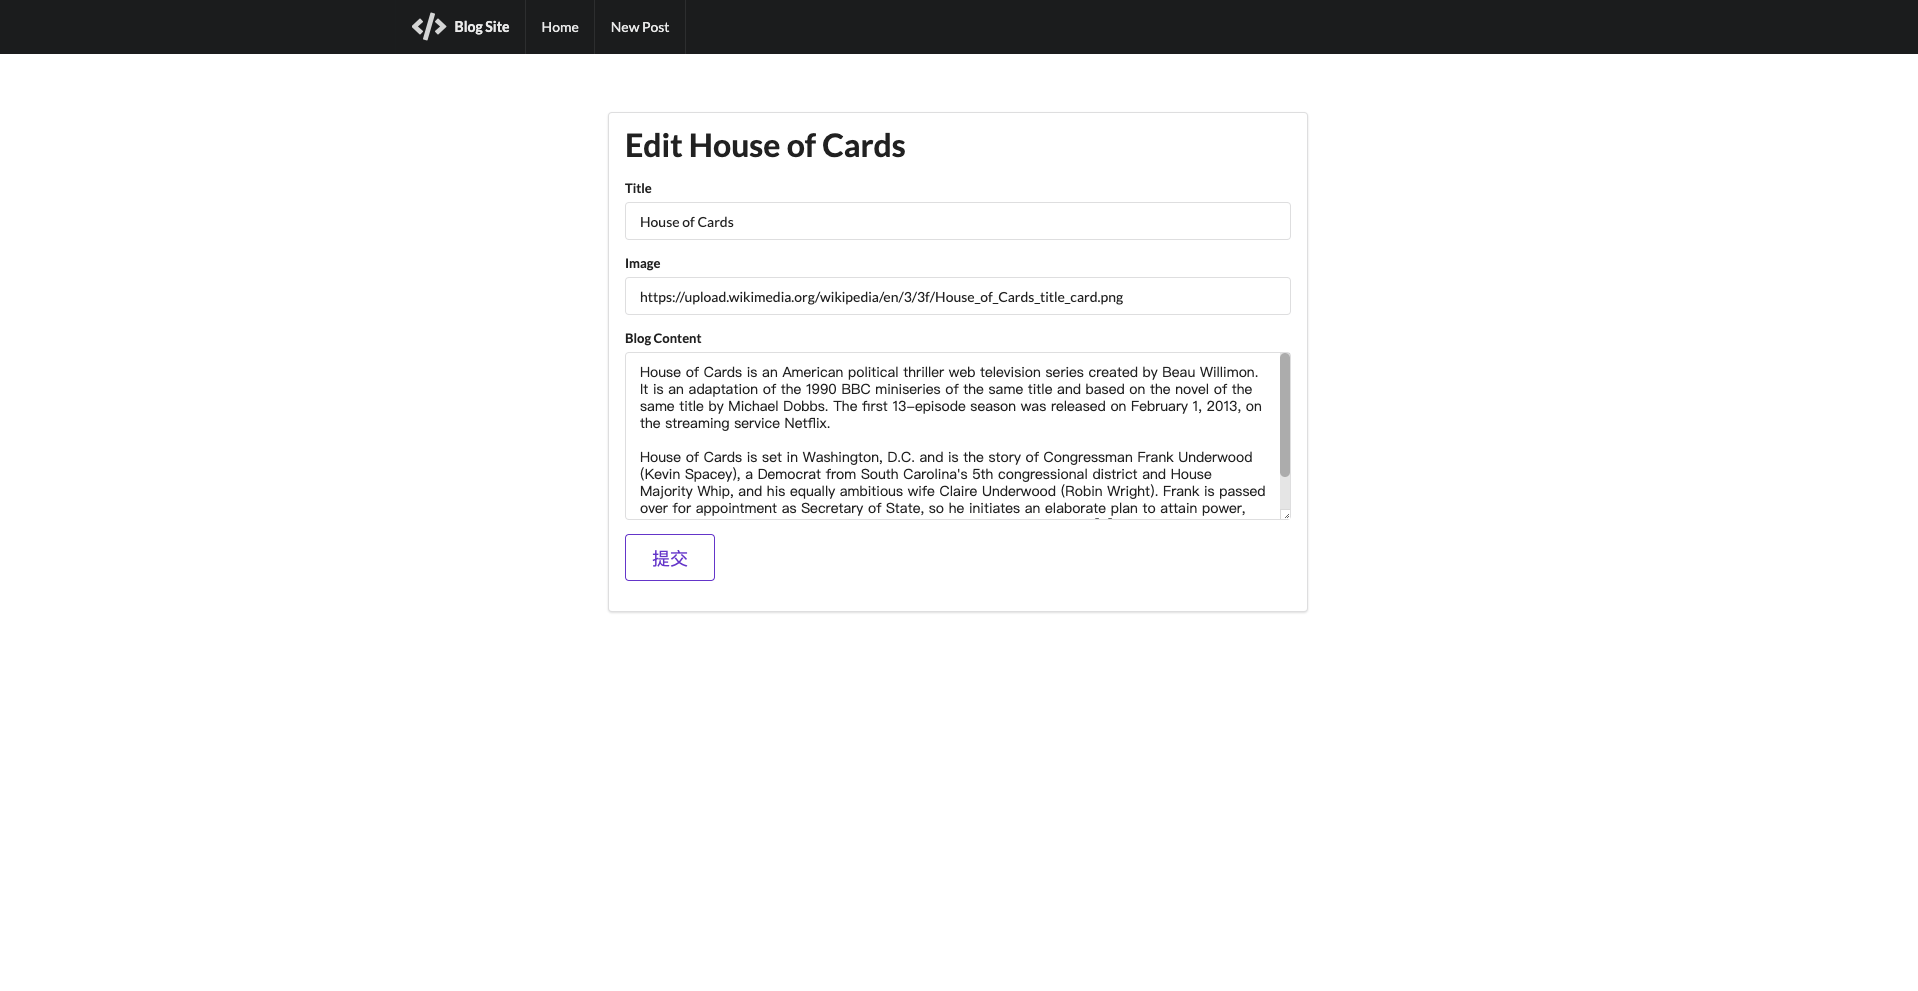 Blog Site
Home
New Post
Edit House of Cards
Title
House of Cards
Image
https://upload.wikimedia.org/wikipedia/en/3/3f/House_of_Cards_title_card.png
Blog Content
House of Cards is an American political thriller web television series created by Beau Willimon.
It is an adaptation of the 1990 BBC miniseries of the same title and based on the novel of the
same title by Michael Dobbs. The first 13-episode season was released on February 1, 2013, on
the streaming service Netflix.
House of Cards is set in Washington, D.C. and is the story of Congressman Frank Underwood
(Kevin Spacey), a Democrat from South Carolina's 5th congressional district and House
Majority Whip, and his equally ambitious wife Claire Underwood (Robin Wright). Frank is passed
over for appointment as Secretary of State, so he initiates an elaborate plan to attain power,
提交